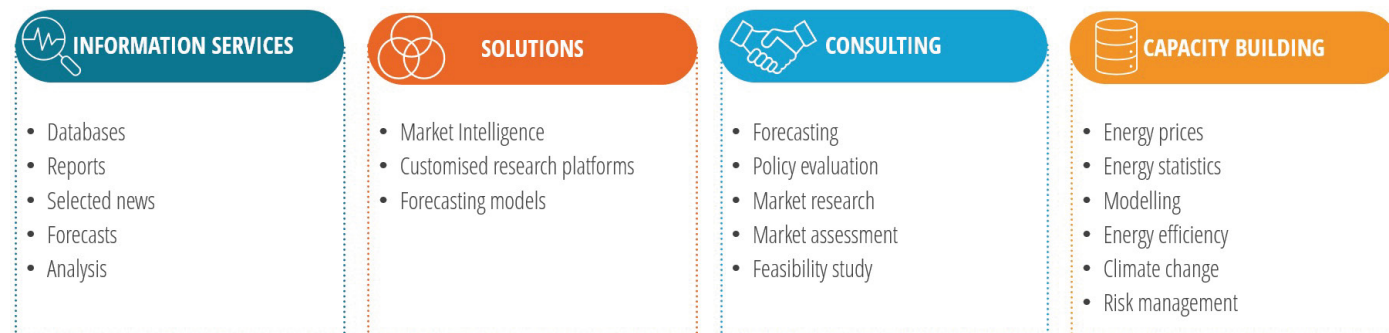 INFORMATION SERVICES
• Databases
• Reports
• Selected news
• Forecasts
• Analysis
SOLUTIONS
• Market Intelligence
• Customised research platforms
• Forecasting models
CONSULTING
• Forecasting
• Policy evaluation
• Market research
• Market assessment
• Feasibility study
CAPACITY BUILDING
• Energy prices
• Energy statistics
• Modelling
• Energy efficiency
• Climate change
• Risk management